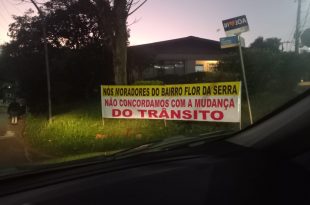 NÓS MORADORES DO BAIRRO FLOR DA SERRA
NÃO CONCORDAMOS COM A MUDANÇA
DO TRÂNSITO